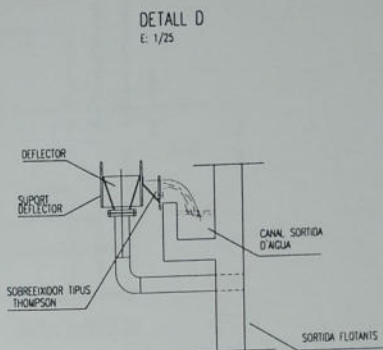 DETALL D
E: 1/25
DEFLECTOR
SUPORT
DEFLECTOR
CANAL SORTIDA
D'AIGUA
SOBREEIXIDOR TIPUS
THOMPSON
SORTIDA FLOTANTS